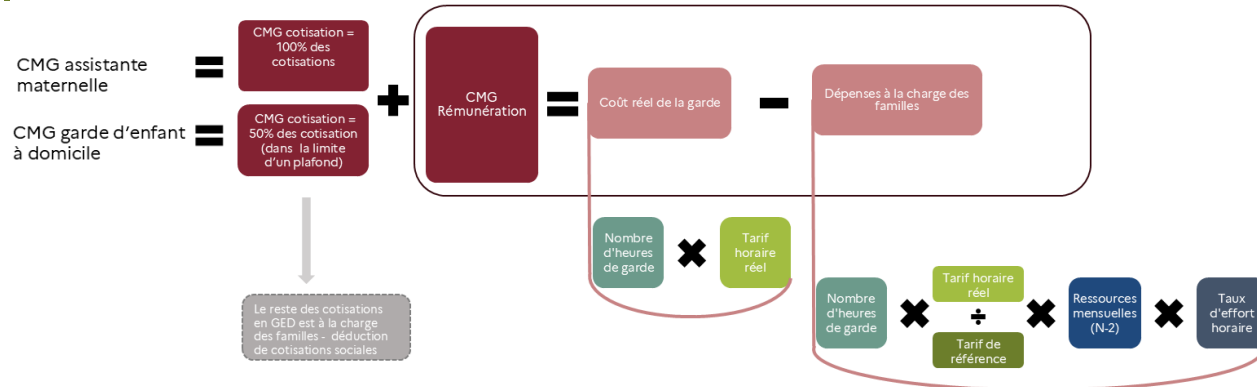 CMG assistante
maternelle
=
CMG cotisation =
100% des
cotisations
CMG garde d'enfant
à domicile
=
CMG cotisation =
50% des cotisation
(dans la limite
d'un plafond)
+
CMG
Rémunération
=
Coût réel de la garde
-
Dépenses à la charge des
familles
Le reste des cotisations
en GED est à la charge
des familles - déduction
de cotisations sociales
Nombre
d'heures
de garde
×
Tarif
horaire
réel
Nombre
d'heures
de garde
×
Tarif horaire
réel
÷
Tarif de
référence
×
Ressources
mensuelles
(N-2)
×
Taux
d'effort
horaire